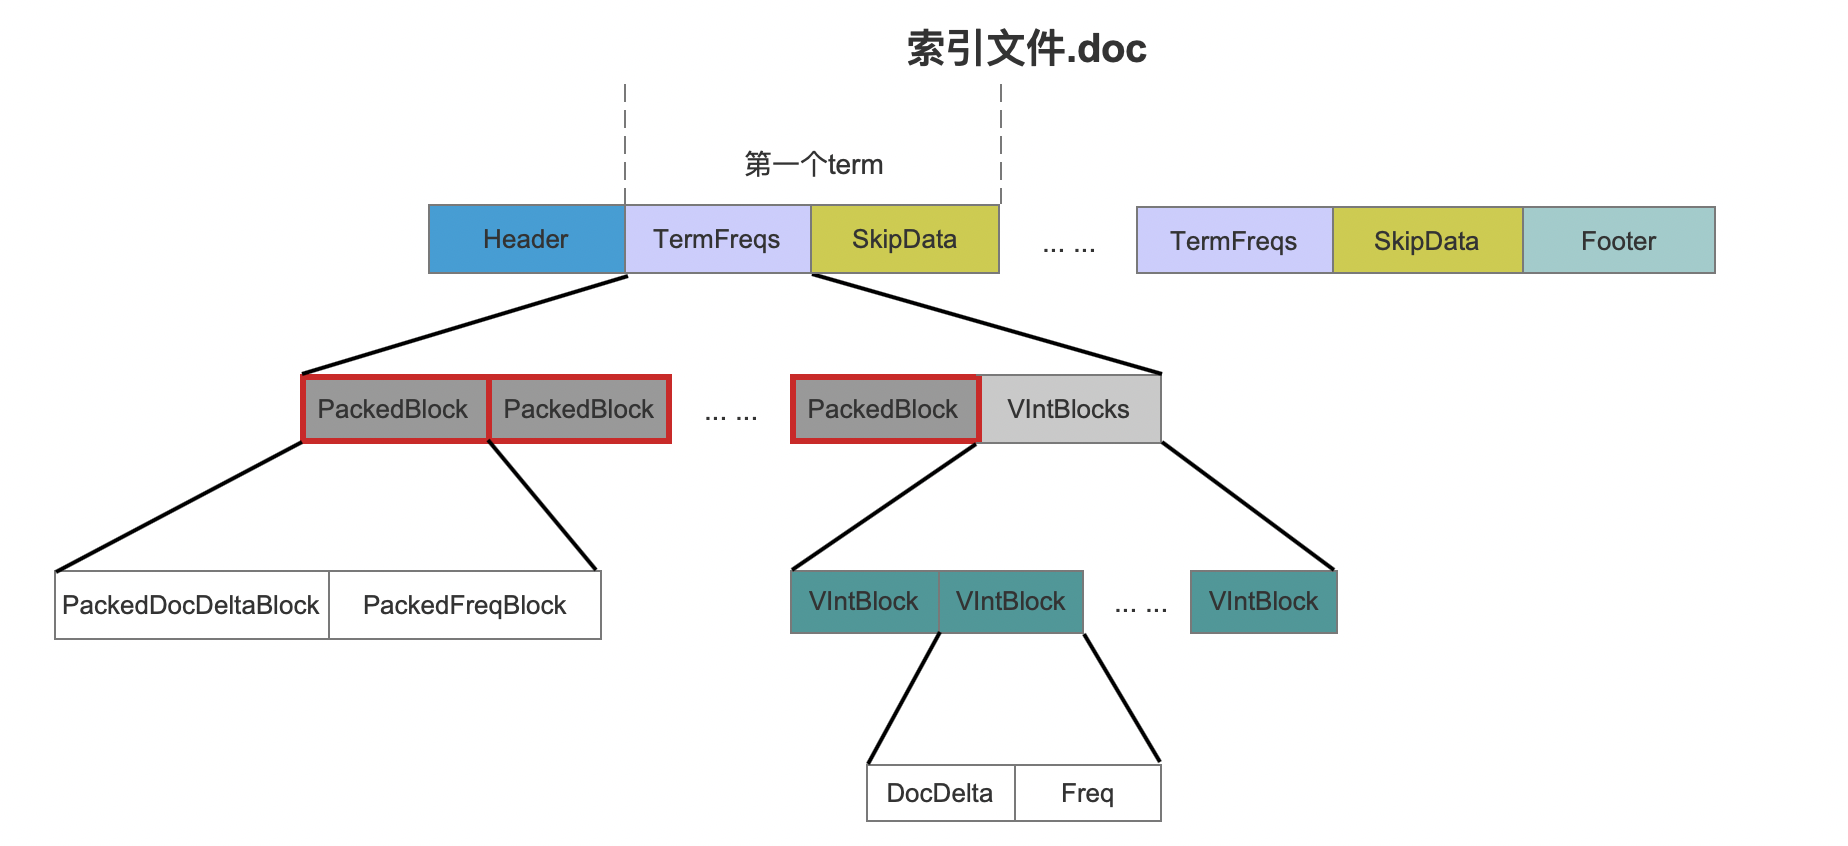 索引文件.doc
第一个term
Header TermFreqs SkipData ... ... TermFreqs SkipData Footer
PackedBlock PackedBlock ... ... PackedBlock VIntBlocks
PackedDocDeltaBlock PackedFreqBlock VIntBlock VIntBlock ... ... VIntBlock
DocDelta Freq